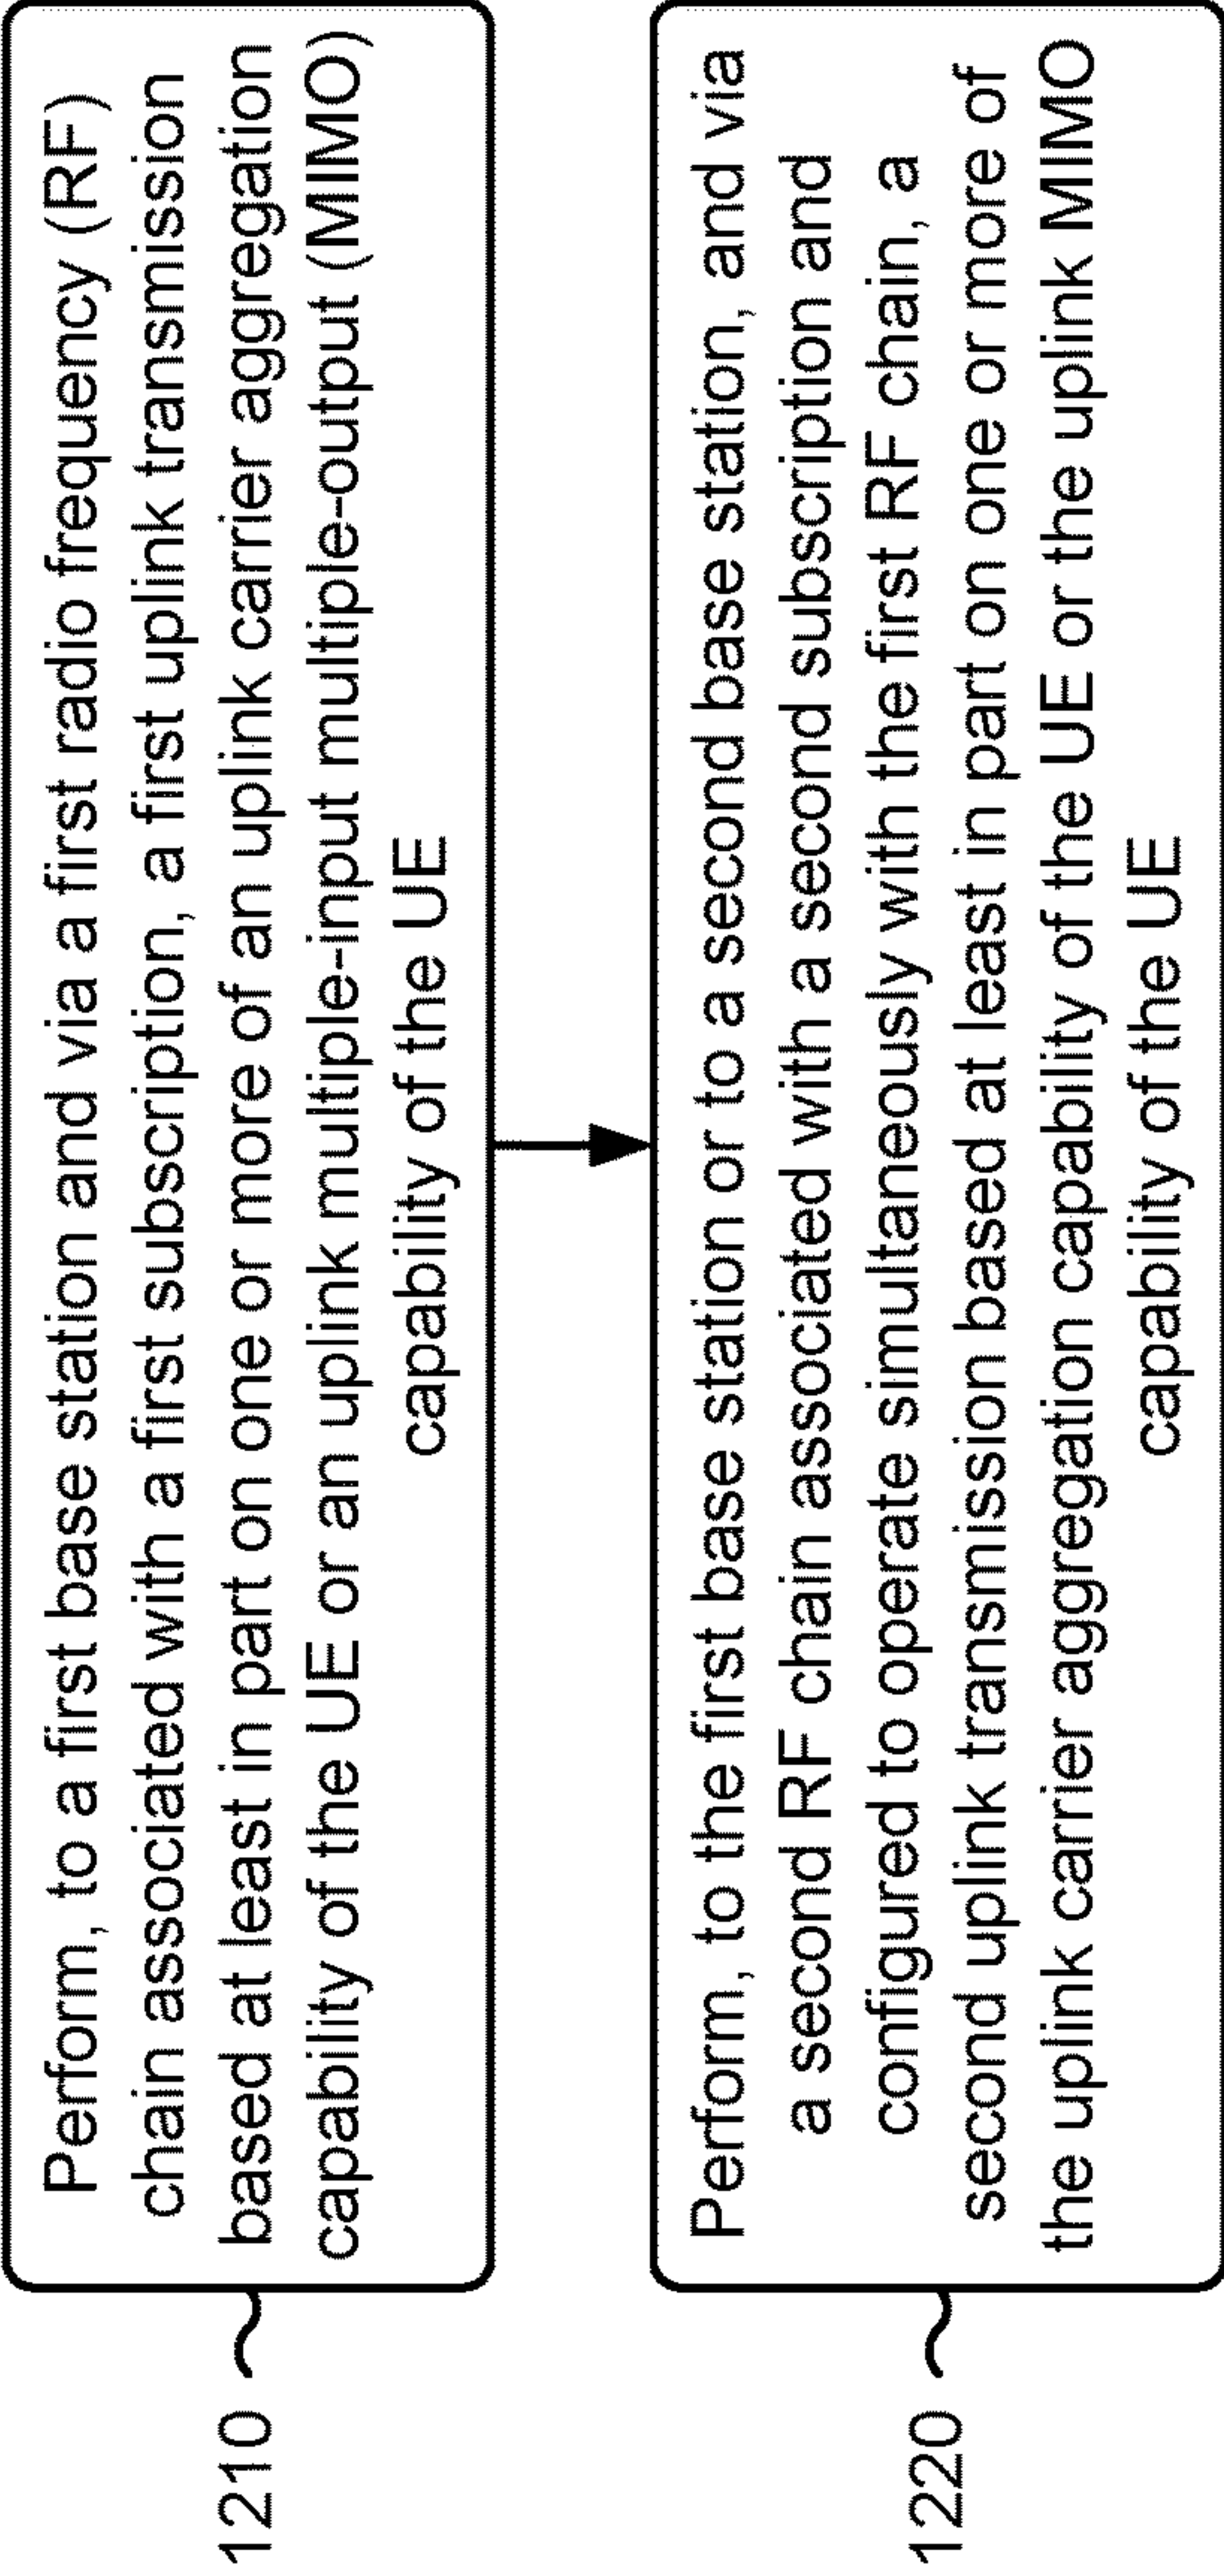 1210
Perform, to a first base station and via a first radio frequency (RF)
chain associated with a first subscription, a first uplink transmission
based at least in part on one or more of an uplink carrier aggregation
capability of the UE or an uplink multiple-input multiple-output (MIMO)
capability of the UE
1220
Perform, to the first base station or to a second base station, and via
a second RF chain associated with a second subscription and
configured to operate simultaneously with the first RF chain, a
second uplink transmission based at least in part on one or more of
the uplink carrier aggregation capability of the UE or the uplink MIMO
capability of the UE